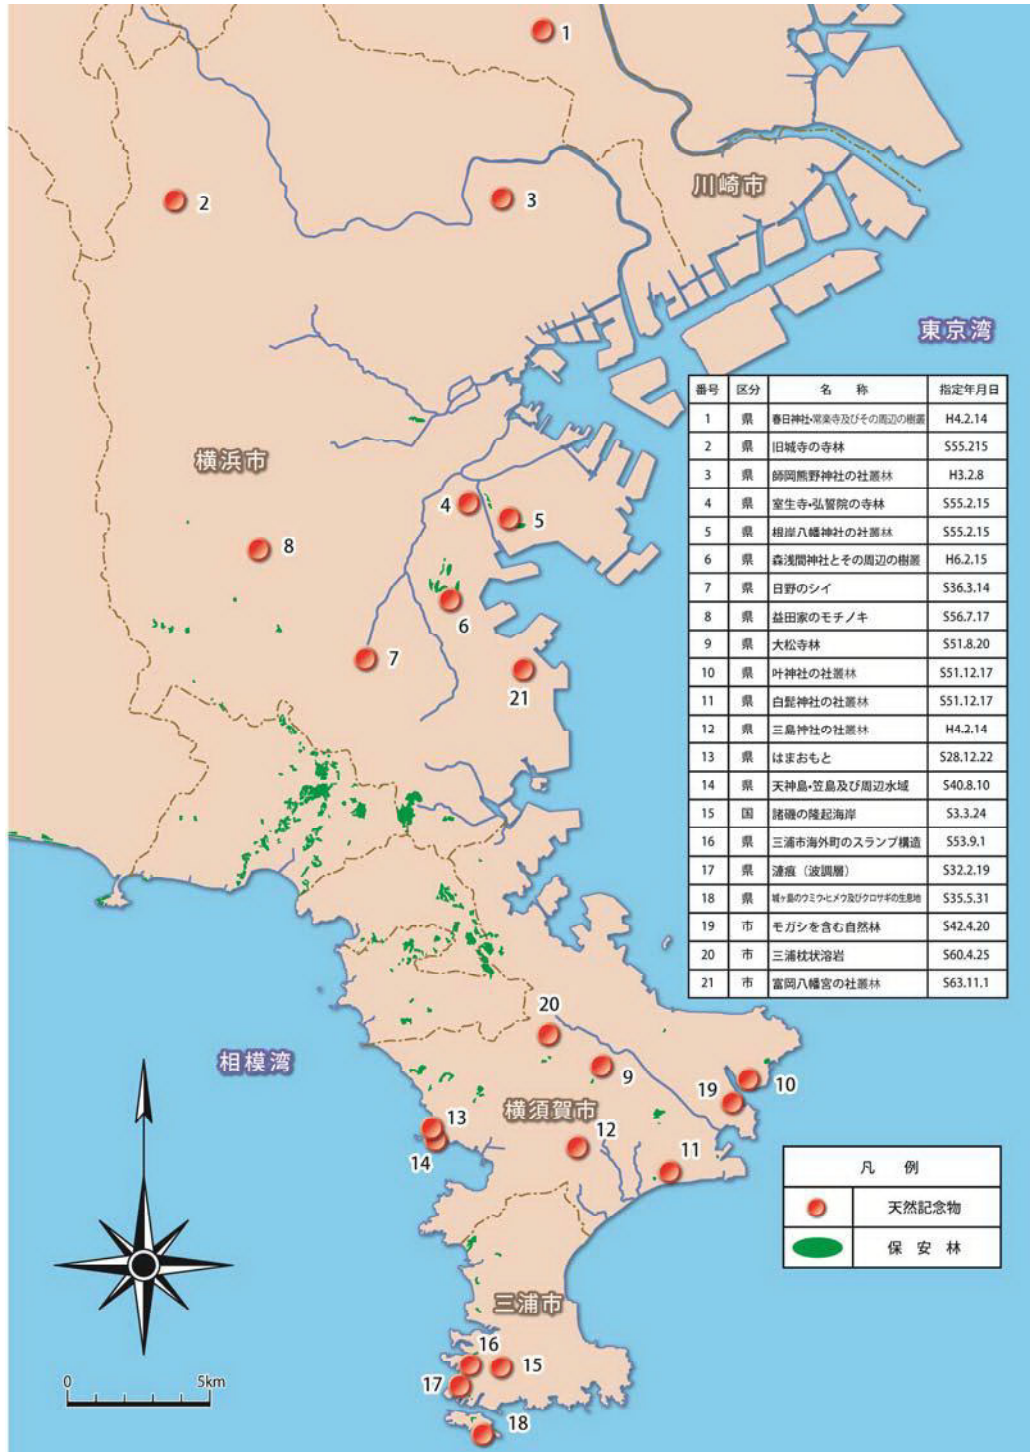 1
2
3
川崎市
東京湾
横浜市
4
5
8
6
7
21
番号 区分 名 称 指定年月日
1 県 春日神社・常楽寺及びその周辺の樹叢 H4.2.14
2 県 旧城寺の寺林 S55.215
3 県 師岡熊野神社の社叢林 H3.2.8
4 県 室生寺・弘誓院の寺林 S55.2.15
5 県 根岸八幡神社の社叢林 S55.2.15
6 県 森浅間神社とその周辺の樹叢 H6.2.15
7 県 日野のシイ S36.3.14
8 県 益田家のモチノキ S56.7.17
9 県 大松寺林 S51.8.20
10 県 叶神社の社叢林 S51.12.17
11 県 白髭神社の社叢林 S51.12.17
12 県 三島神社の社叢林 H4.2.14
13 県 はまおもと S28.12.22
14 県 天神島・笠島及び周辺水域 S40.8.10
15 国 諸磯の隆起海岸 S3.3.24
16 県 三浦市海外町のスランプ構造 S53.9.1
17 県 漣痕（波調層） S32.2.19
18 県 城ヶ島のウミウ・ヒメウ及びクロサギの生息地 S35.5.31
19 市 モガシを含む自然林 S42.4.20
20 市 三浦枕状溶岩 S60.4.25
21 市 富岡八幡宮の社叢林 S63.11.1
20
相模湾
9
10
19
横須賀市
13
12
14
11
凡 例
天然記念物
保 安 林
三浦市
16
15
17
18
0 5km